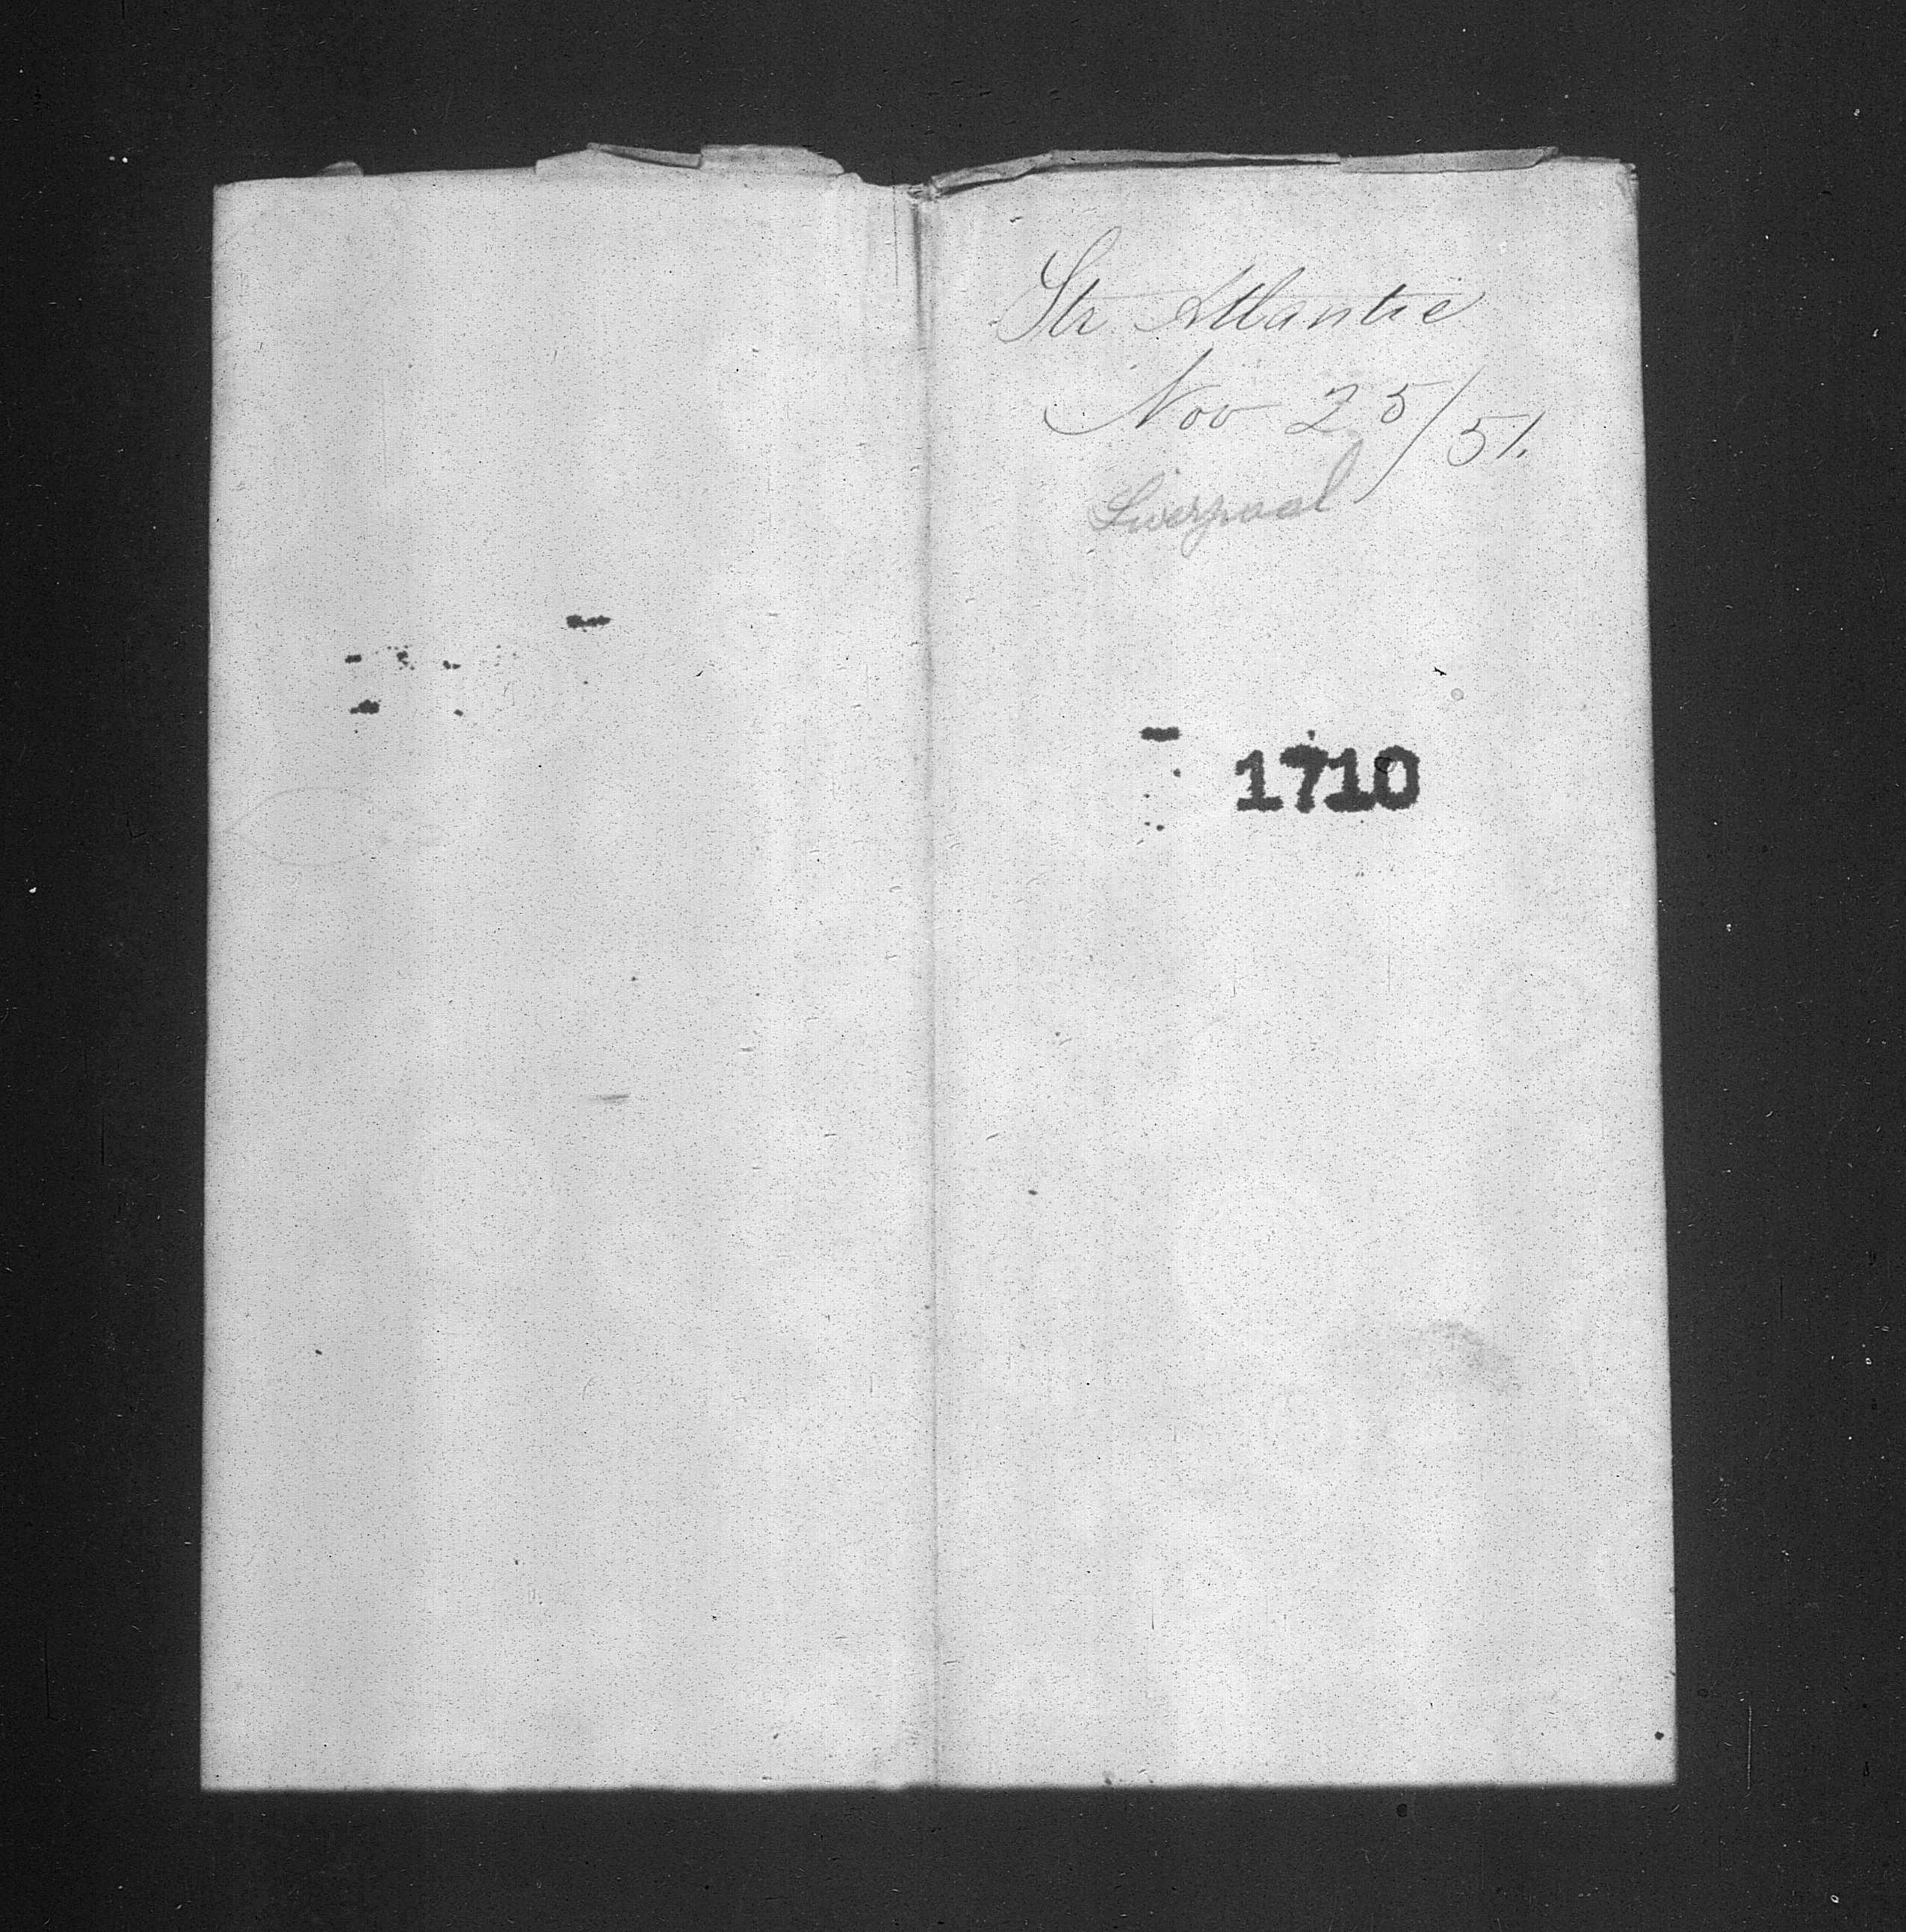 Str Atlantic
Nov 25/51.
Liverpool
1710